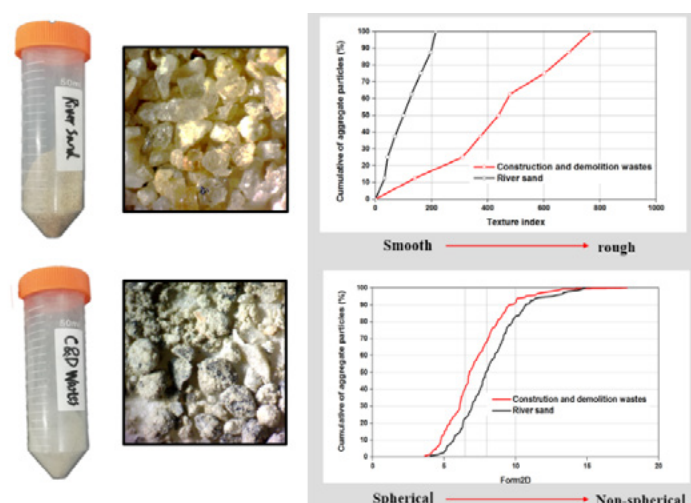 50ml
River Sand
Cumulative of aggregate particles (%)
100
90
80
70
60
50
40
30
20
10
0
Construction and demolition wastes
River sand
0
200
400
600
800
1000
Texture index
Smooth
rough
50ml
C&D Wastes
Cumulative of aggregate particles (%)
100
90
80
70
60
50
40
30
20
10
0
Constrution and demolition wastes
River sand
0
5
10
15
20
Form2D
Spherical
Non-spherical